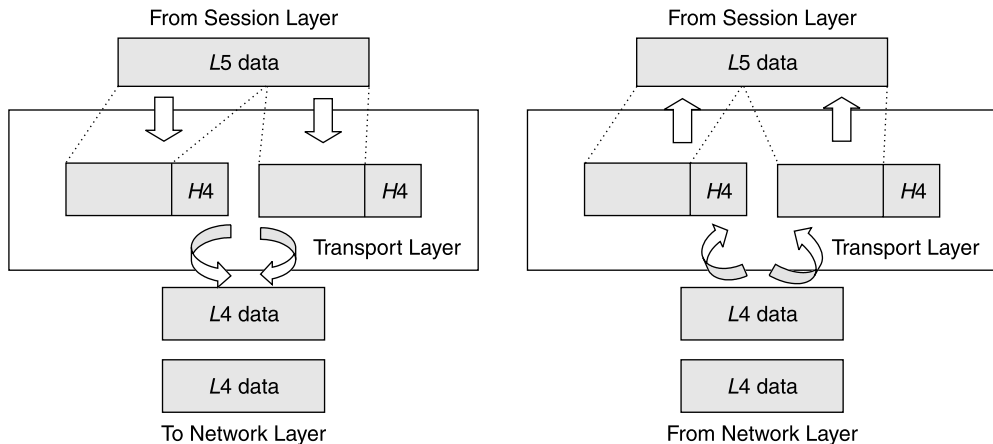 From Session Layer
L5 data
H4
H4
Transport Layer
L4 data
L4 data
To Network Layer
From Session Layer
L5 data
H4
H4
Transport Layer
L4 data
L4 data
From Network Layer